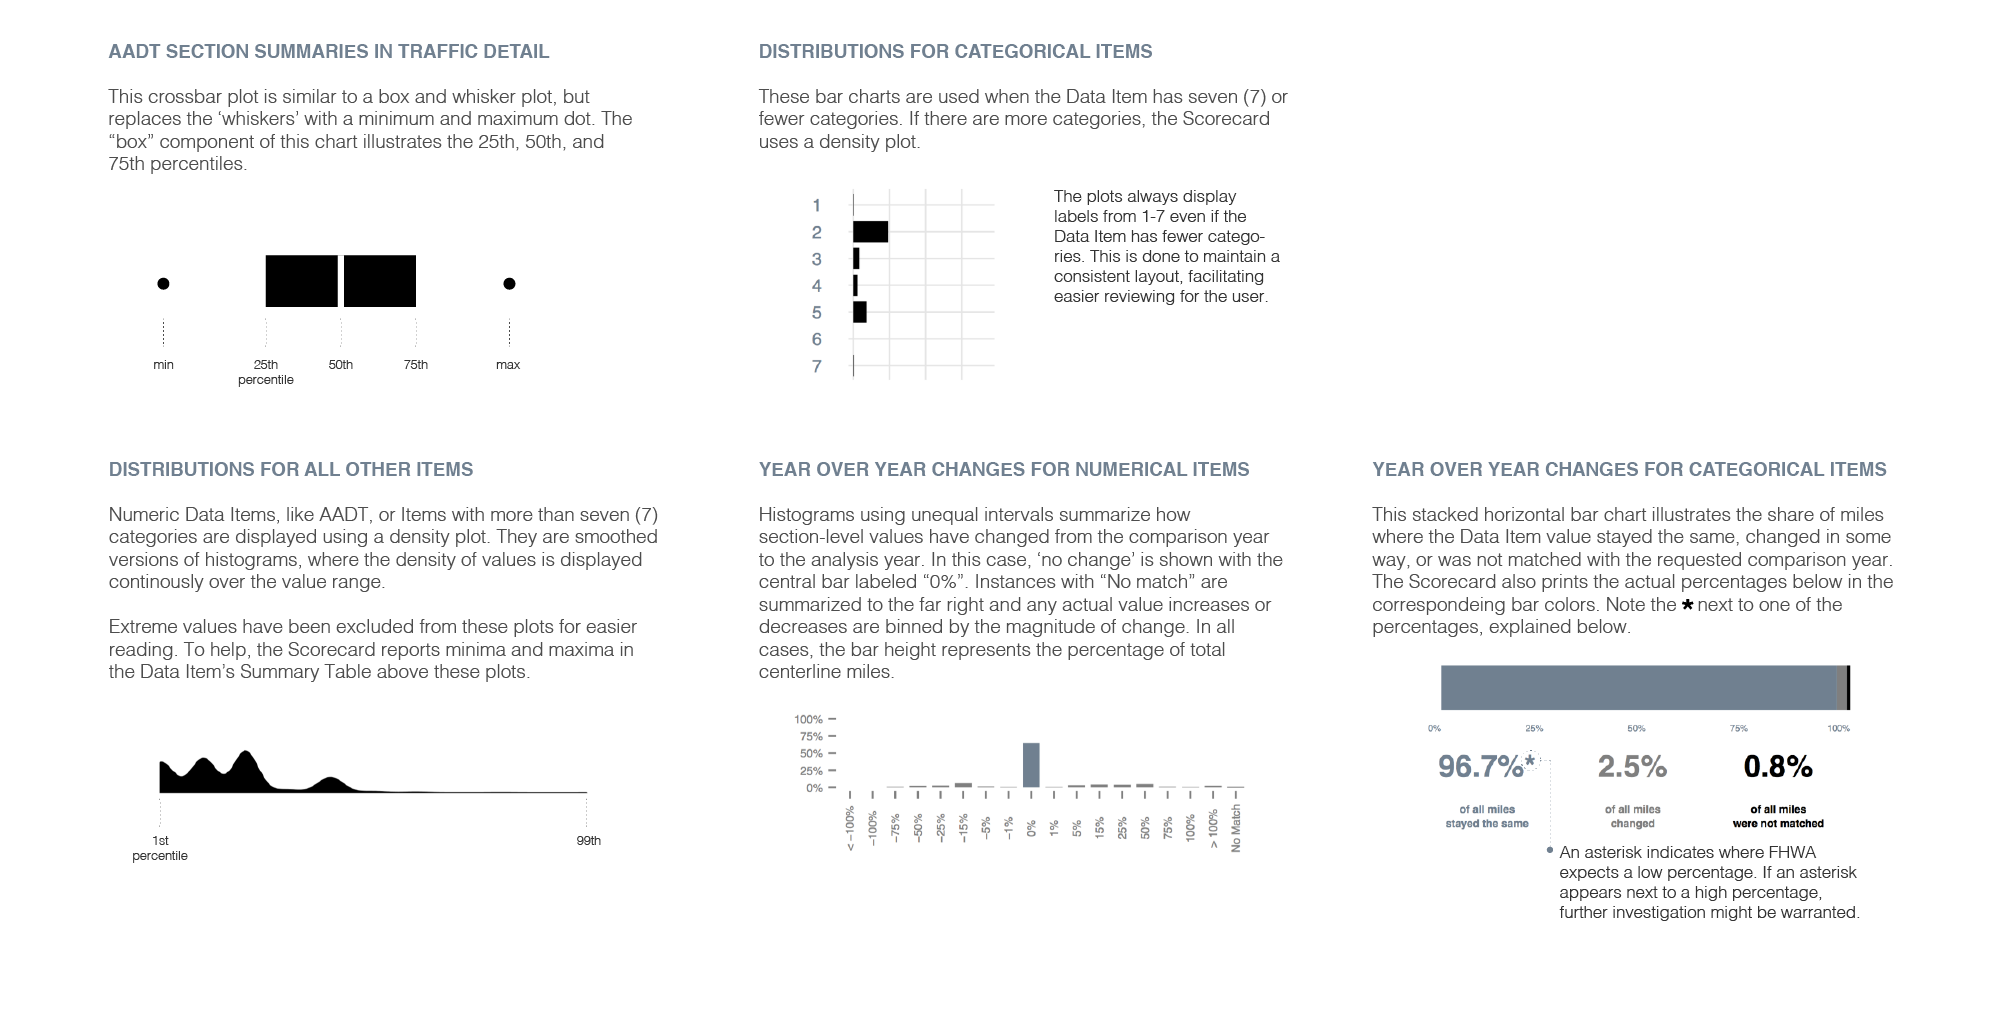 AADT SECTION SUMMARIES IN TRAFFIC DETAIL
This crossbar plot is similar to a box and whisker plot, but
replaces the ‘whiskers’ with a minimum and maximum dot. The
“box” component of this chart illustrates the 25th, 50th, and
75th percentiles.
min
25th
percentile
50th
75th
max
DISTRIBUTIONS FOR CATEGORICAL ITEMS
These bar charts are used when the Data Item has seven (7) or
fewer categories. If there are more categories, the Scorecard
uses a density plot.
1
2
3
4
5
6
7
The plots always display
labels from 1-7 even if the
Data Item has fewer catego-
ries. This is done to maintain a
consistent layout, facilitating
easier reviewing for the user.
DISTRIBUTIONS FOR ALL OTHER ITEMS
Numeric Data Items, like AADT, or Items with more than seven (7)
categories are displayed using a density plot. They are smoothed
versions of histograms, where the density of values is displayed
continously over the value range.
Extreme values have been excluded from these plots for easier
reading. To help, the Scorecard reports minima and maxima in
the Data Item’s Summary Table above these plots.
1st
percentile
99th
YEAR OVER YEAR CHANGES FOR NUMERICAL ITEMS
Histograms using unequal intervals summarize how
section-level values have changed from the comparison year
to the analysis year. In this case, ‘no change’ is shown with the
central bar labeled “0%”. Instances with “No match” are
summarized to the far right and any actual value increases or
decreases are binned by the magnitude of change. In all
cases, the bar height represents the percentage of total
centerline miles.
100%
75%
50%
25%
0%
< −100%
−100%
−75%
−50%
−25%
−15%
−5%
−1%
0%
1%
5%
15%
25%
50%
75%
100%
> 100%
No Match
YEAR OVER YEAR CHANGES FOR CATEGORICAL ITEMS
This stacked horizontal bar chart illustrates the share of miles
where the Data Item value stayed the same, changed in some
way, or was not matched with the requested comparison year.
The Scorecard also prints the actual percentages below in the
correspondeing bar colors. Note the * next to one of the
percentages, explained below.
0% 25% 50% 75% 100%
96.7%* 2.5% 0.8%
of all miles
stayed the same
of all miles
changed
of all miles
were not matched
An asterisk indicates where FHWA
expects a low percentage. If an asterisk
appears next to a high percentage,
further investigation might be warranted.